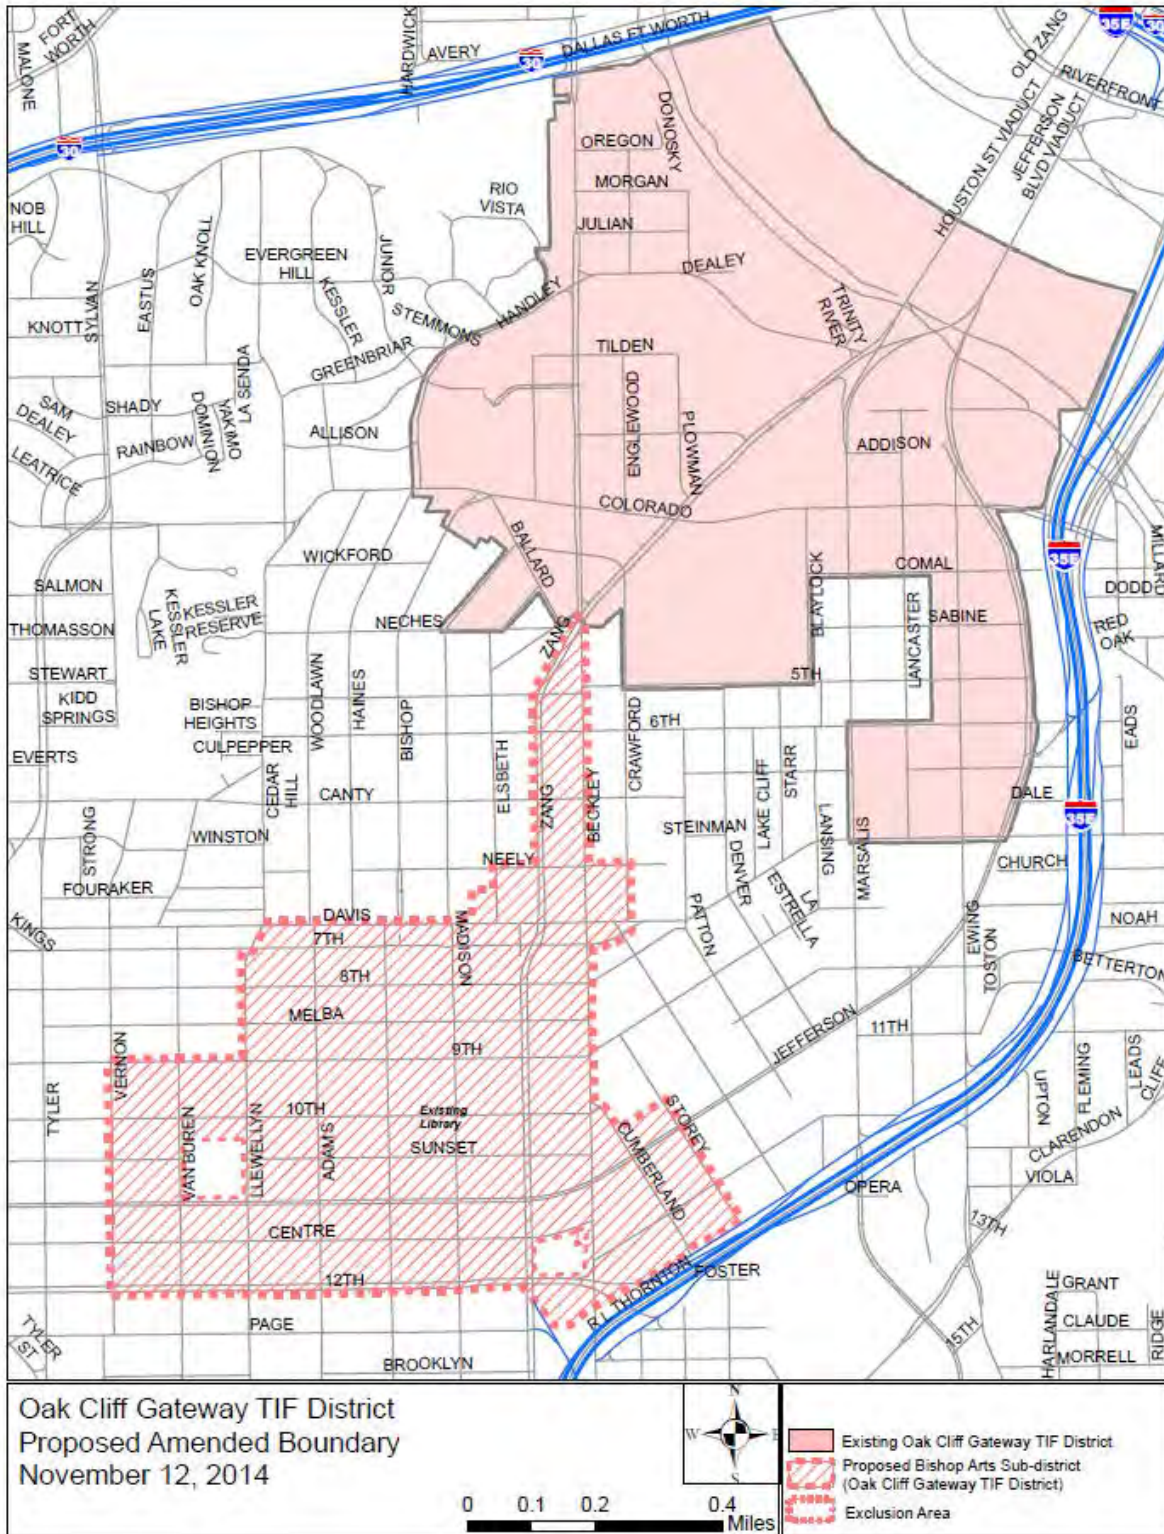 FORT
WORTH
MALONE
HARDWICK
AVERY
30
DALLAS FT WORTH
OLD ZANG
35E
30
RIVERFRONT
30
DONOSKY
OREGON
MORGAN
JULIAN
HOUSTON ST VIADUCT
JEFFERSON
BLVD VIADUCT
NOB
HILL
RIO
VISTA
OAK KNOLL
EVERGREEN
HILL
JUNIOR
DEALEY
SYLVAN
EASTUS
KESSLER
STEMMONS
HANDLEY
TRINITY
RIVER
KNOTT
GREENBRIAR
TILDEN
LA SENDA
SHADY
SAM
DEALEY
DOMINION
YAKIMO
ENGLEWOOD
PLOWMAN
RAINBOW
ALLISON
ADDISON
LEATRICE
COLORADO
BALLARD
MILLARD
WICKFORD
35E
COMAL
SALMON
BLAYLOCK
DODD
KESSLER
LAKE
KESSLER
RESERVE
LANCASTER
SABINE
THOMASSON
NECHES
ZANG
RED
OAK
STEWART
5TH
KIDD
SPRINGS
WOODLAWN
HAINES
BISHOP
BISHOP
HEIGHTS
CRAWFORD
6TH
EADS
CULPEPPER
EVERTS
CEDAR
HILL
CANTY
ELSBETH
ZANG
BECKLEY
LAKE CLIFF
STARR
DALE
35E
STRONG
WINSTON
STEINMAN
DENVER
LANSING
MARSALIS
NEELY
CHURCH
FOURAKER
LA
ESTRELLA
DAVIS
MADISON
PATTON
NOAH
KINGS
7TH
EWING
TOSTON
BETTERTON
8TH
MELBA
JEFFERSON
11TH
9TH
VERNON
TYLER
UPTON
FLEMING
LEADS
CLIFF
10TH
Existing
Library
STOREY
VAN BUREN
LLEWELLYN
ADAMS
SUNSET
CUMBERLAND
CLARENDON
VIOLA
OPERA
CENTRE
13TH
12TH
R L THORNTON
FOSTER
GRANT
HARLANDALE
CLAUDE
RIDGE
PAGE
TYLER
ST
15TH
BROOKLYN
MORRELL
Oak Cliff Gateway TIF District
Proposed Amended Boundary
November 12, 2014
N
W
E
S
0 0.1 0.2 0.4
Miles
Existing Oak Cliff Gateway TIF District
Proposed Bishop Arts Sub-district
(Oak Cliff Gateway TIF District)
Exclusion Area